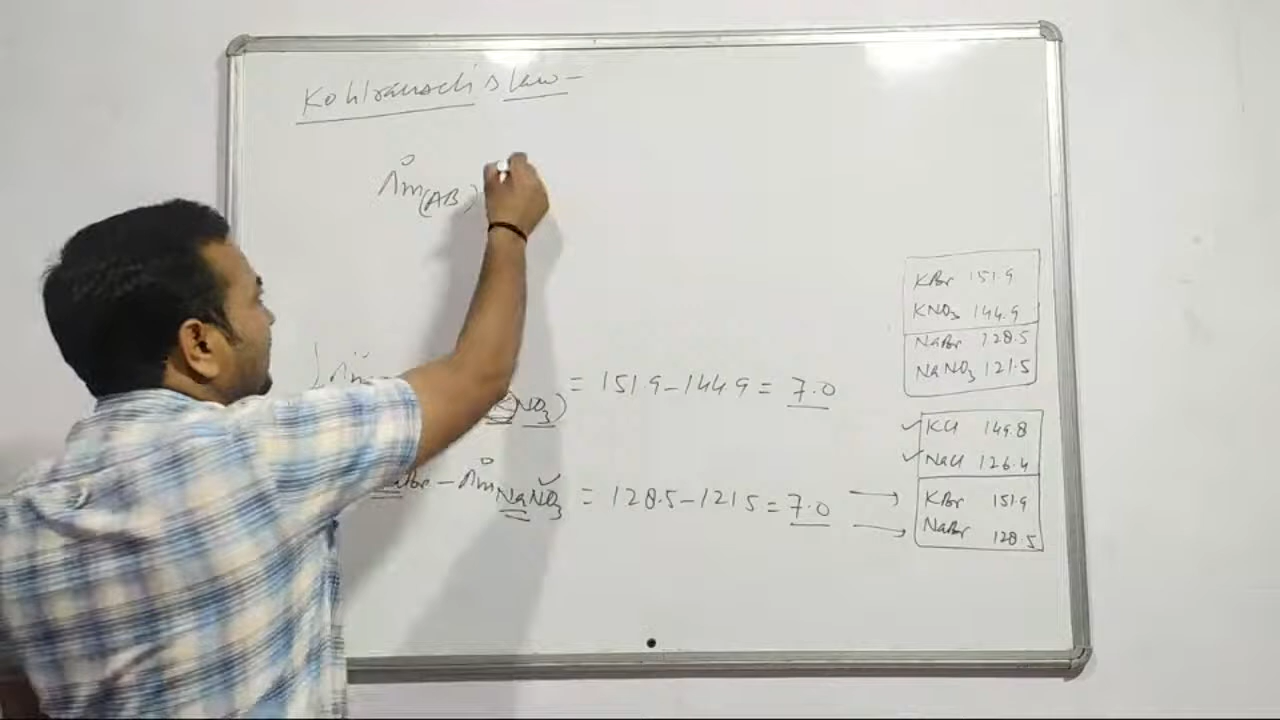 Kohlrausch's law -
Λ°m(AB)
KBr 151.9
KNO3 144.9
NaBr 128.5
NaNO3 121.5
Λ°m NO3) = 151.9 - 144.9 = 7.0
Br - Λ°m NaNO3 = 128.5 - 121.5 = 7.0
KCl 149.8
NaCl 126.4
KBr 151.9
NaBr 128.5